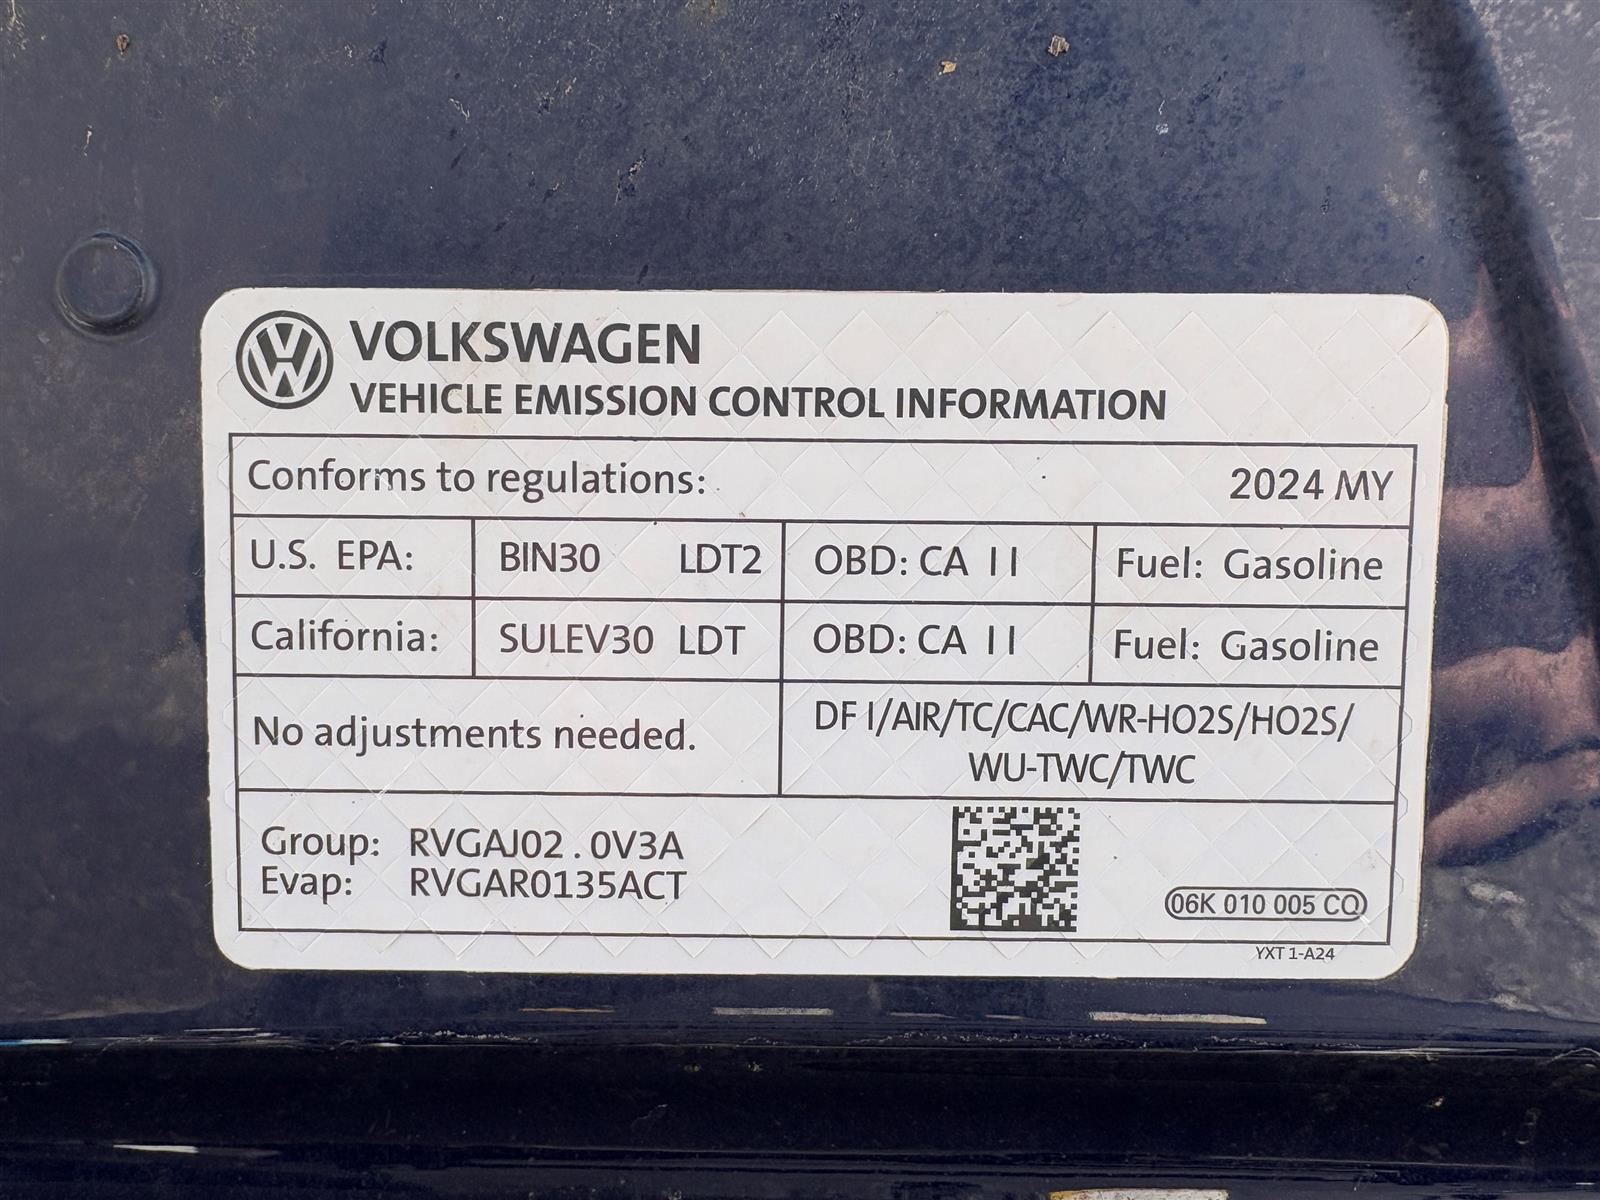 VOLKSWAGEN
VEHICLE EMISSION CONTROL INFORMATION
Conforms to regulations: 2024 MY
U.S. EPA: BIN30 LDT2 OBD: CA II Fuel: Gasoline
California: SULEV30 LDT OBD: CA II Fuel: Gasoline
No adjustments needed.
DFI/AIR/TC/CAC/WR-HO2S/HO2S/
WU-TWC/TWC
Group: RVGAJ02.0V3A
Evap: RVGAR0135ACT
06K 010 005 CQ
YXT 1-A24